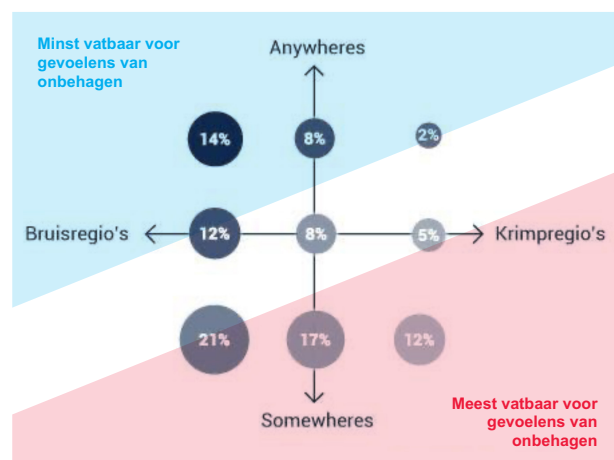 Minst vatbaar voor
gevoelens van
onbehagen
Anywheres
14%
8%
2%
Bruisregio's
12%
8%
5%
Krimpregio's
21%
17%
12%
Somewheres
Meest vatbaar voor
gevoelens van
onbehagen